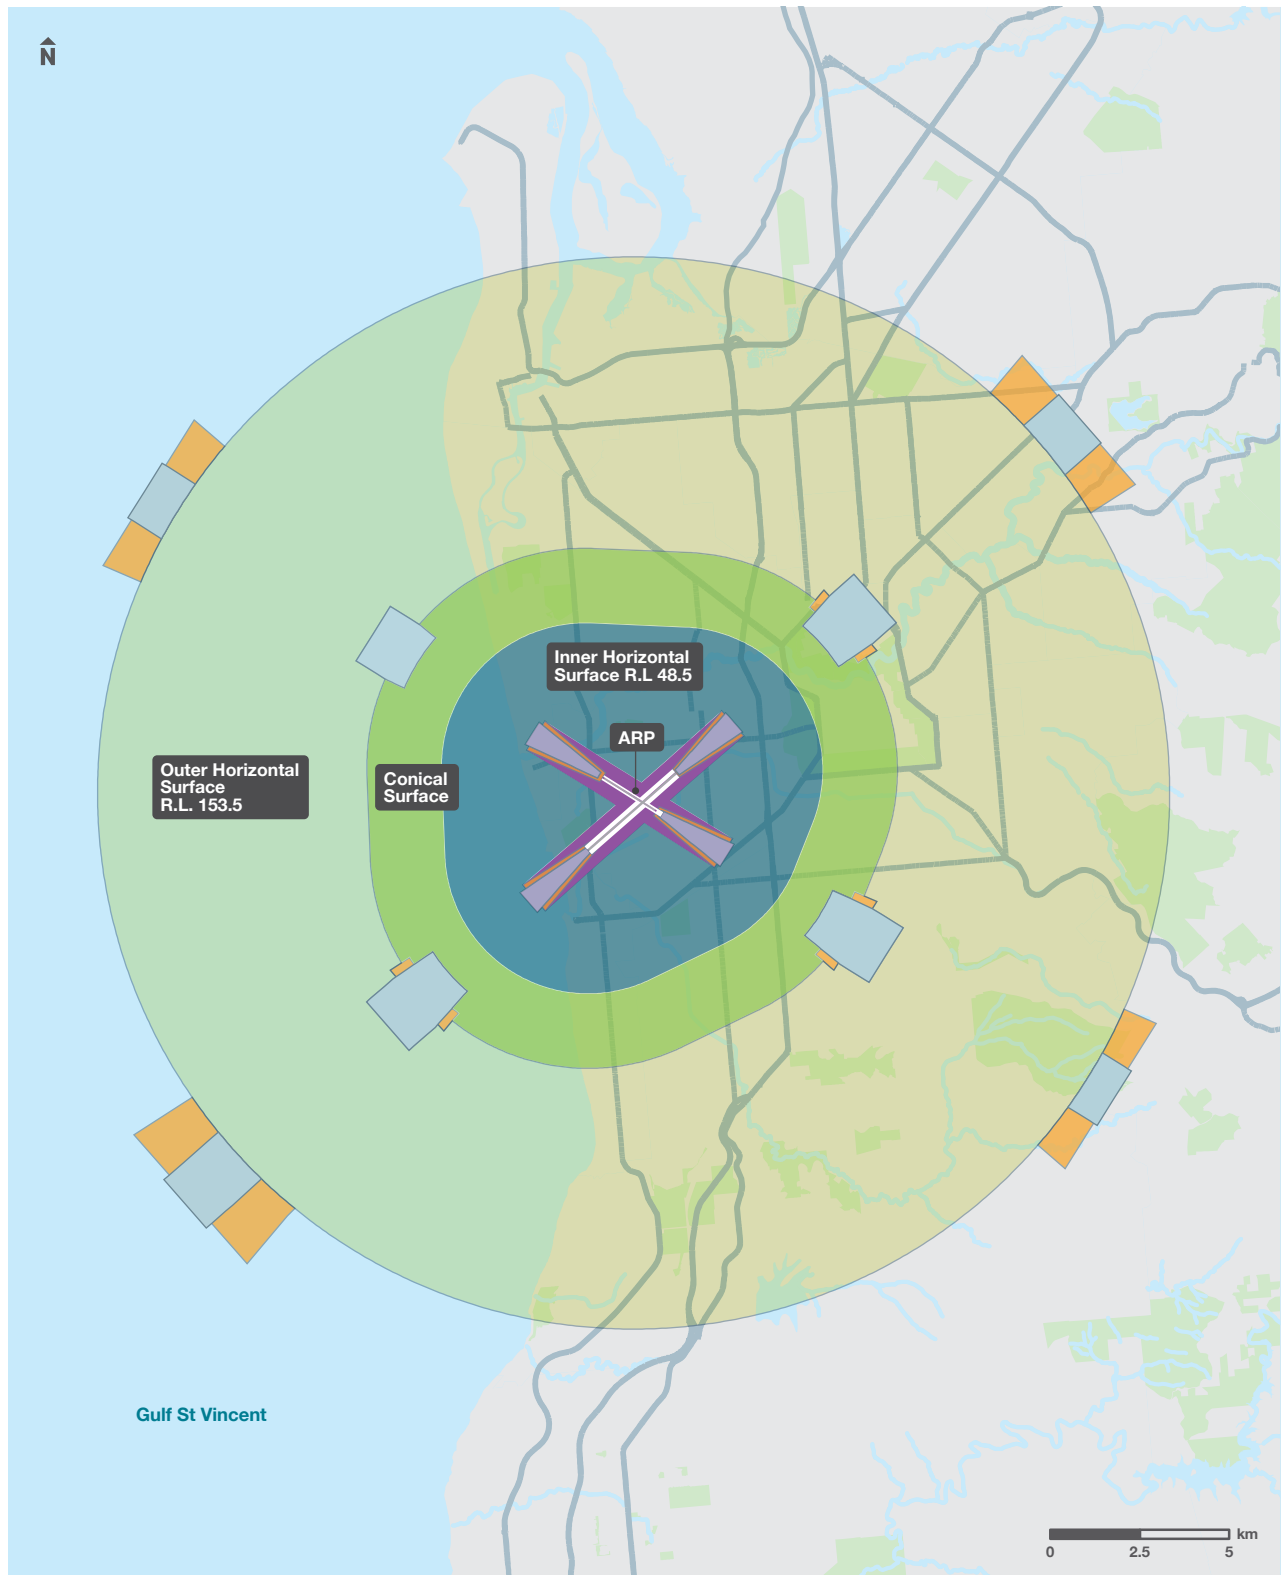 N
Inner Horizontal
Surface R.L 48.5
ARP
Outer Horizontal
Surface
R.L. 153.5
Conical
Surface
Gulf St Vincent
km
0 2.5 5